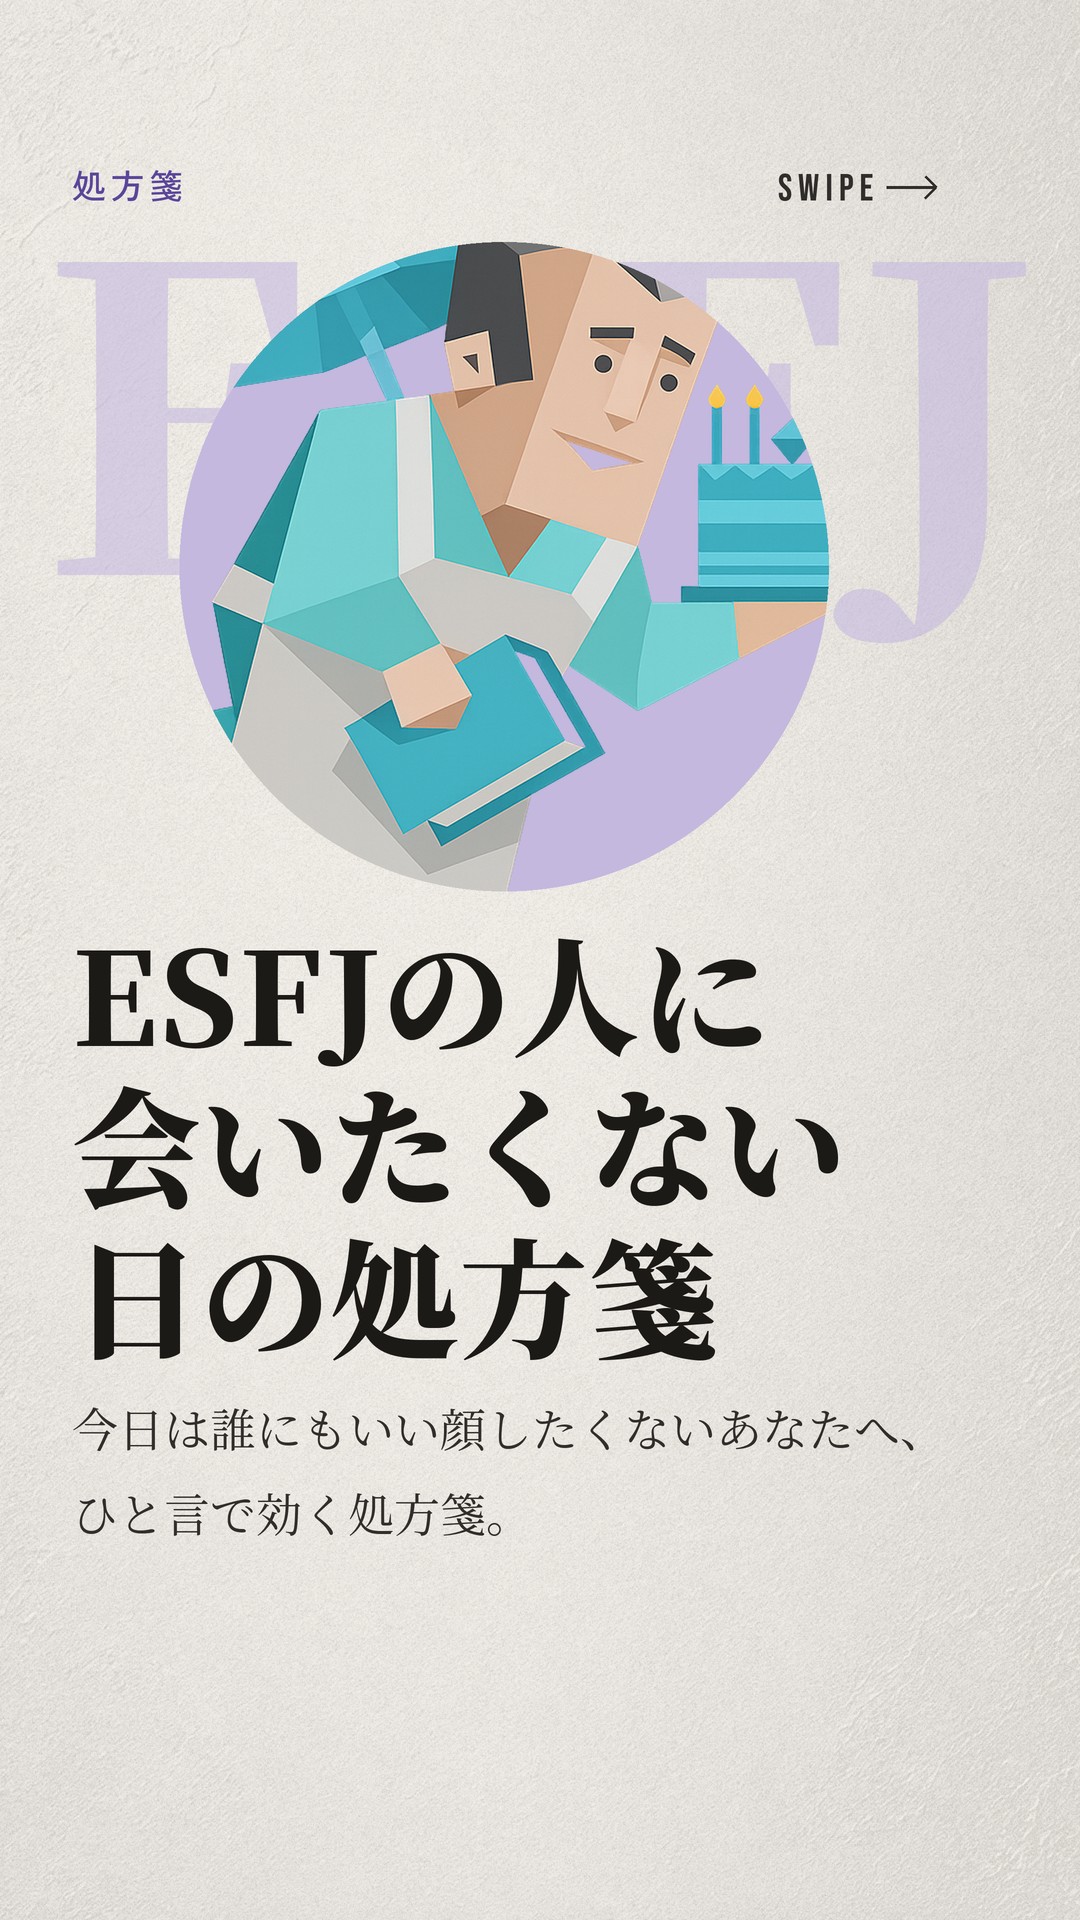 処方箋
SWIPE →
ESFJ
ESFJの人に
会いたくない
日の処方箋
今日は誰にもいい顔したくないあなたへ、
ひと言で効く処方箋。